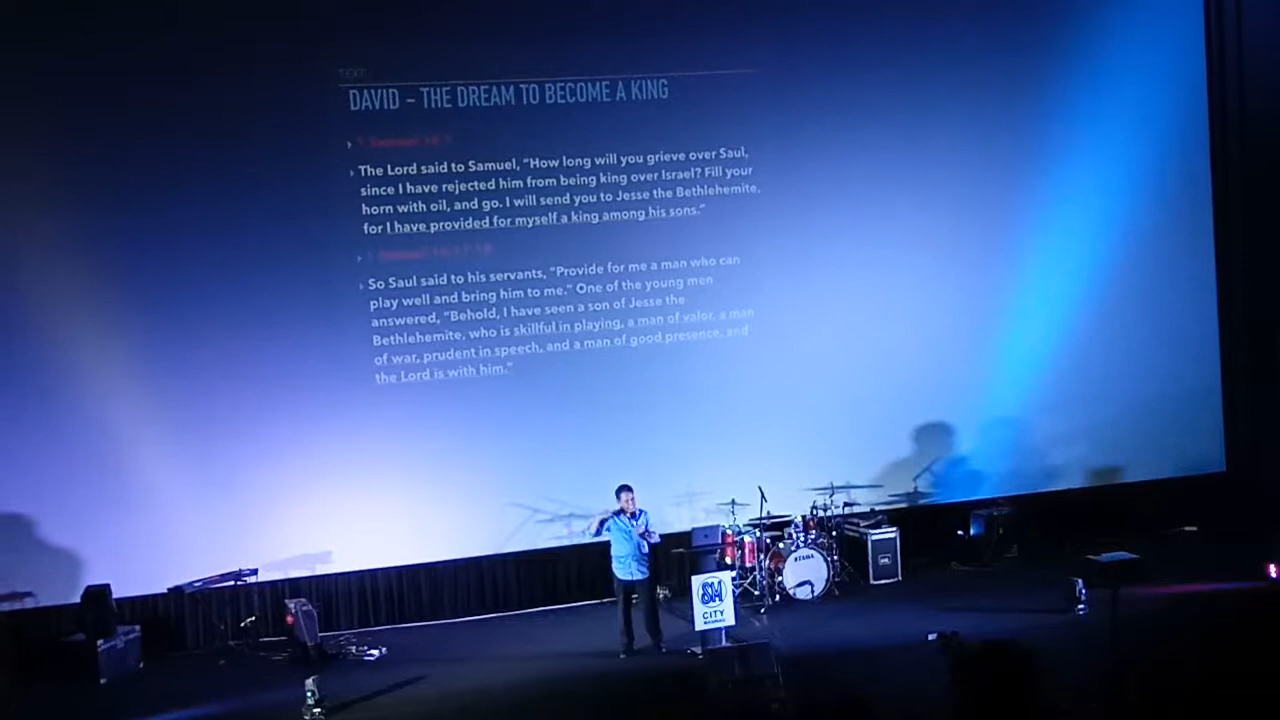 TEXT
DAVID – THE DREAM TO BECOME A KING
The Lord said to Samuel, “How long will you grieve over Saul,
since I have rejected him from being king over Israel? Fill your
horn with oil, and go. I will send you to Jesse the Bethlehemite,
for I have provided for myself a king among his sons.”
So Saul said to his servants, “Provide for me a man who can
play well and bring him to me.” One of the young men
answered, “Behold, I have seen a son of Jesse the
Bethlehemite, who is skillful in playing, a man of valor, a man
of war, prudent in speech, and a man of good presence, and
the Lord is with him.”
TAMA
SM
CITY